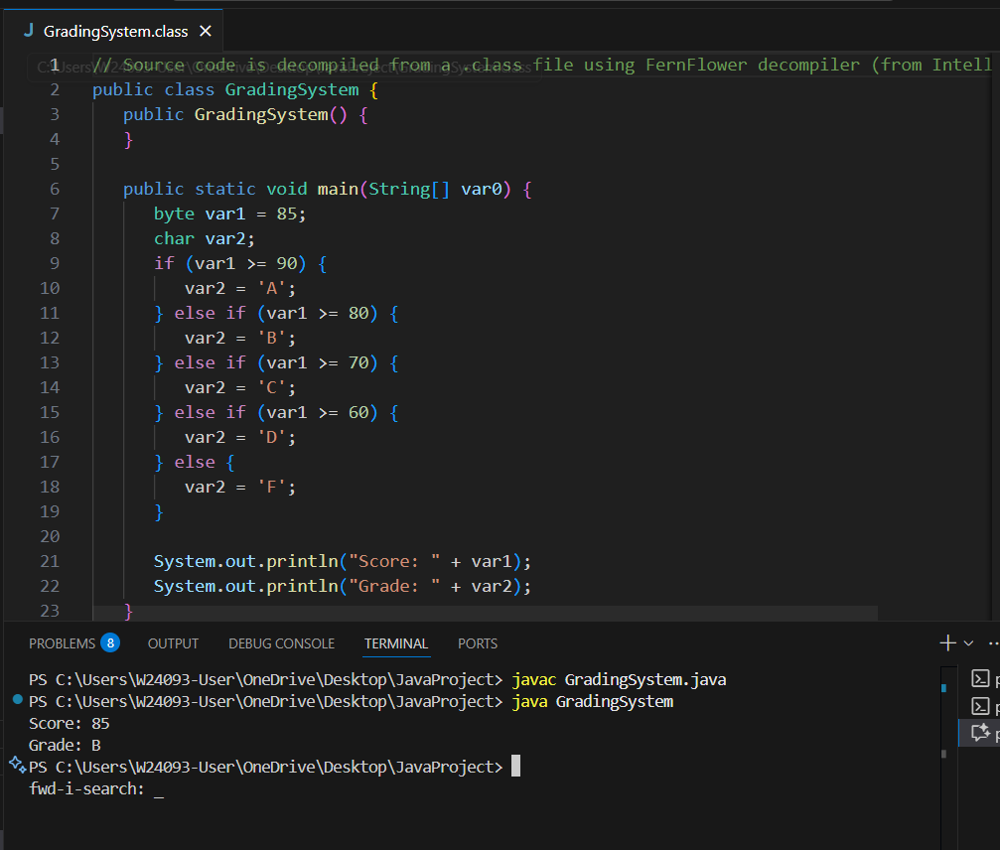 J GradingSystem.class ×
1 // Source code is decompiled from a .class file using FernFlower decompiler (from Intell
2 public class GradingSystem {
3 public GradingSystem() {
4 }
5
6 public static void main(String[] var0) {
7 byte var1 = 85;
8 char var2;
9 if (var1 >= 90) {
10 var2 = 'A';
11 } else if (var1 >= 80) {
12 var2 = 'B';
13 } else if (var1 >= 70) {
14 var2 = 'C';
15 } else if (var1 >= 60) {
16 var2 = 'D';
17 } else {
18 var2 = 'F';
19 }
20
21 System.out.println("Score: " + var1);
22 System.out.println("Grade: " + var2);
23 }
PROBLEMS 8 OUTPUT DEBUG CONSOLE TERMINAL PORTS
PS C:\Users\W24093-User\OneDrive\Desktop\JavaProject> javac GradingSystem.java
PS C:\Users\W24093-User\OneDrive\Desktop\JavaProject> java GradingSystem
Score: 85
Grade: B
PS C:\Users\W24093-User\OneDrive\Desktop\JavaProject>
fwd-i-search: _